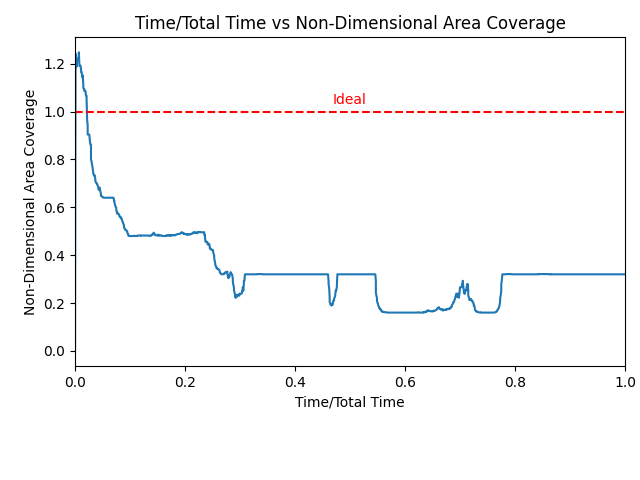 Time/Total Time vs Non-Dimensional Area Coverage
Non-Dimensional Area Coverage
1.2
1.0
0.8
0.6
0.4
0.2
0.0
Ideal
0.0 0.2 0.4 0.6 0.8 1.0
Time/Total Time